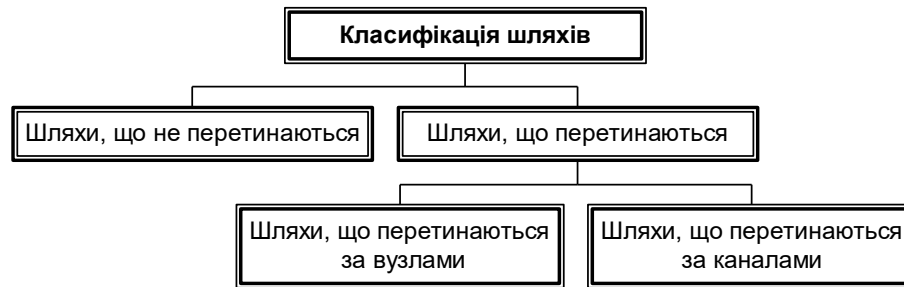 Класифікація шляхів
Шляхи, що не перетинаються
Шляхи, що перетинаються
Шляхи, що перетинаються
за вузлами
Шляхи, що перетинаються
за каналами